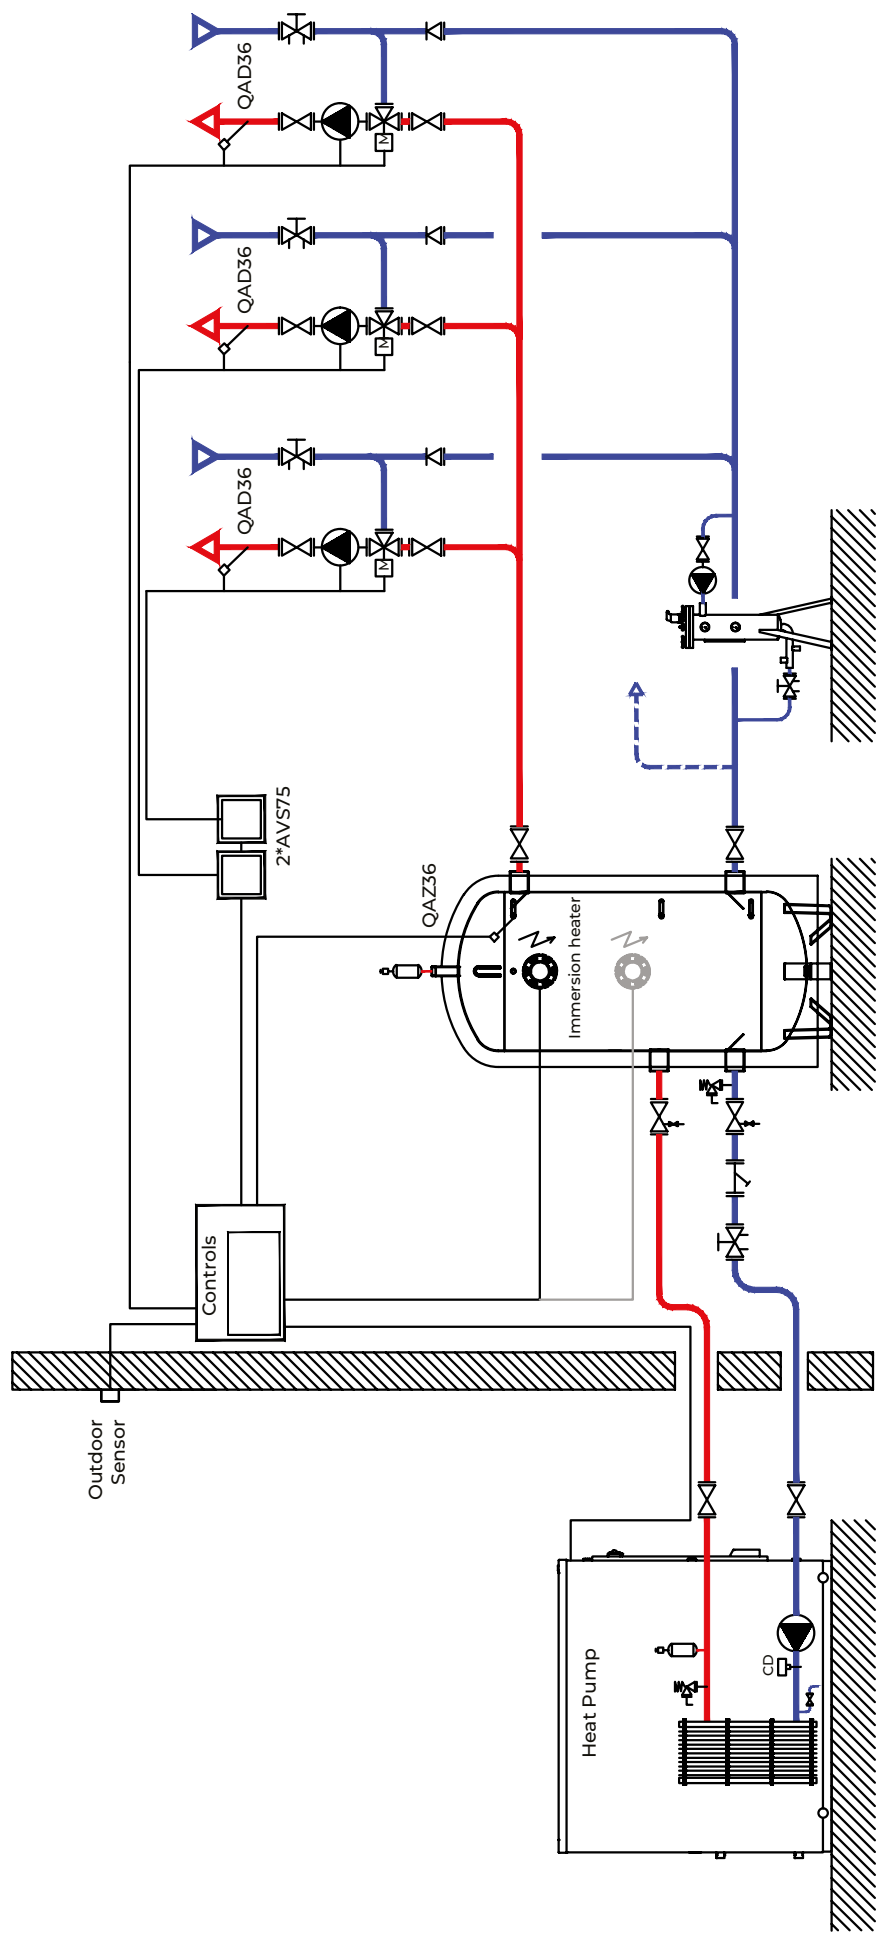 QAD36
QAD36
QAD36
M
M
M
2*AVS75
QAZ36
Immersion heater
Controls
Outdoor
Sensor
Heat Pump
CD